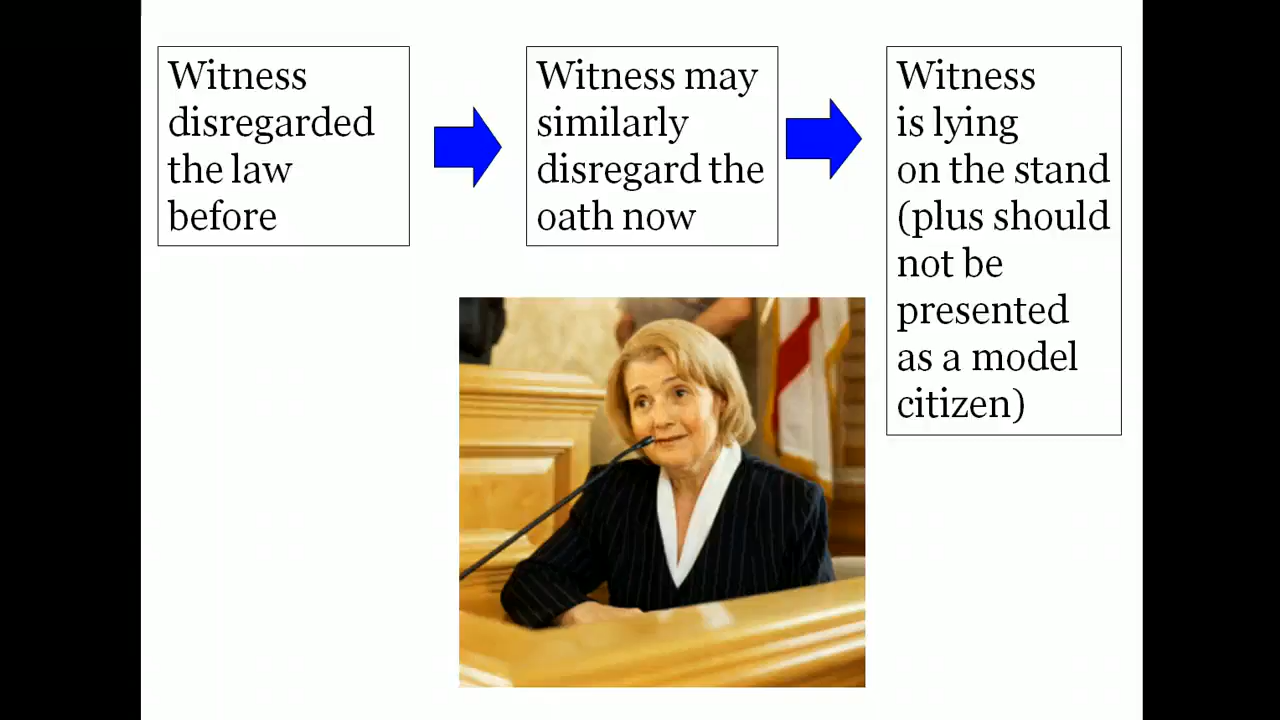 Witness
disregarded
the law
before
Witness may
similarly
disregard the
oath now
Witness
is lying
on the stand
(plus should
not be
presented
as a model
citizen)